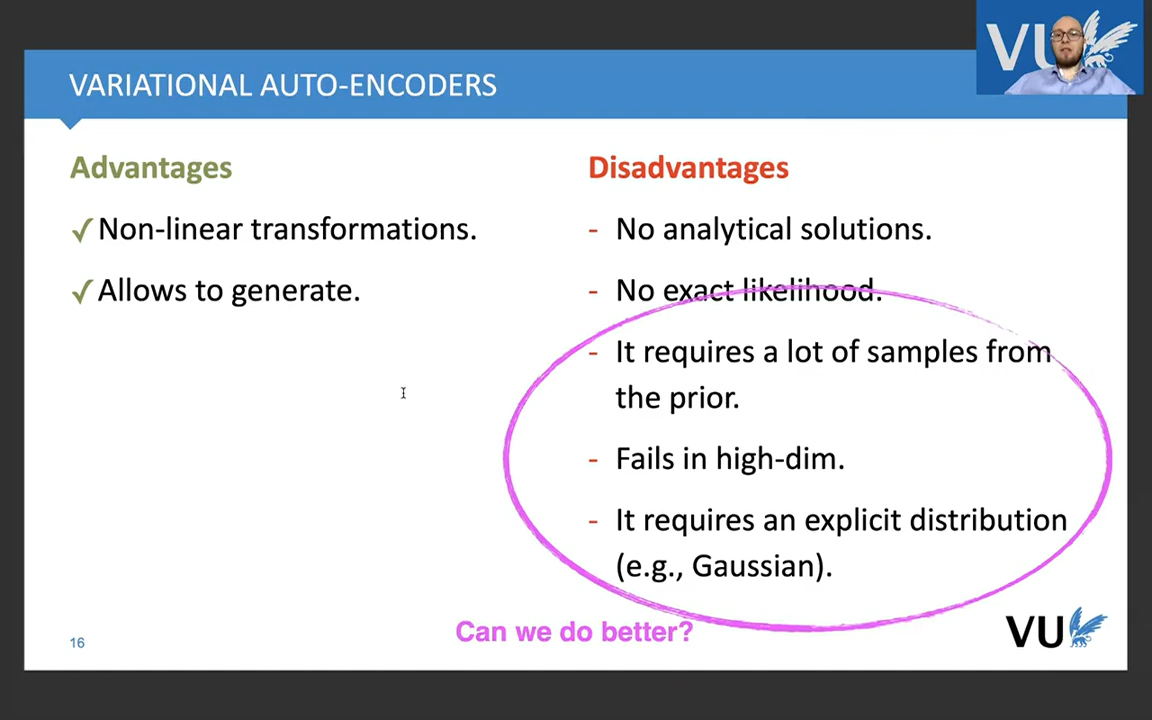 VU
VARIATIONAL AUTO-ENCODERS
Advantages
✓ Non-linear transformations.
✓ Allows to generate.
Disadvantages
- No analytical solutions.
- No exact likelihood.
- It requires a lot of samples from
the prior.
- Fails in high-dim.
- It requires an explicit distribution
(e.g., Gaussian).
Can we do better?
16
VU